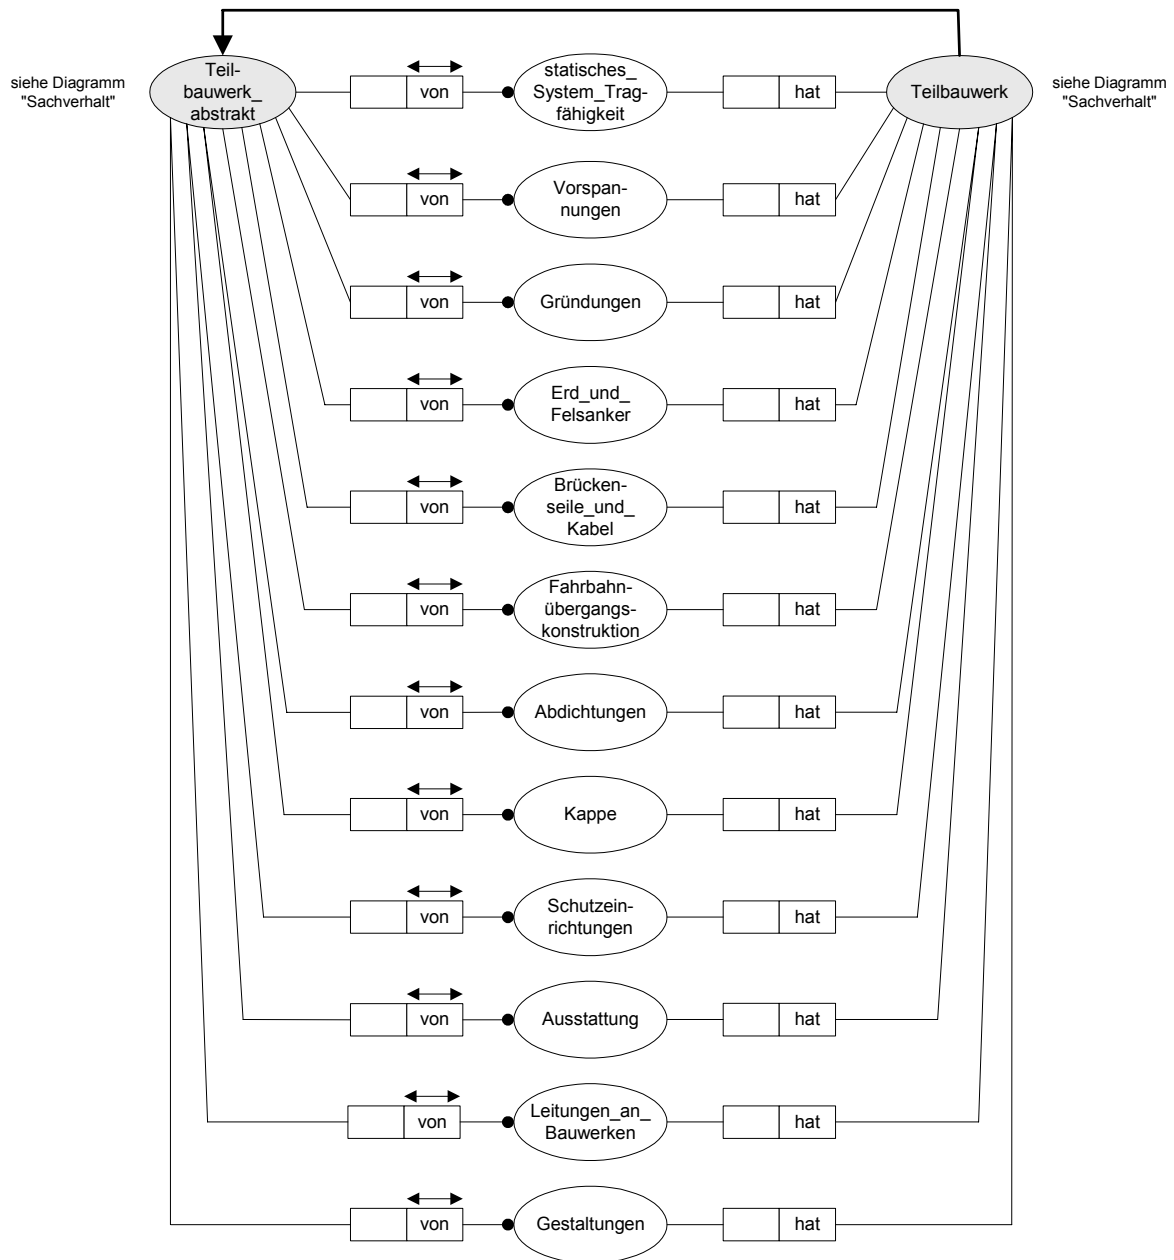 siehe Diagramm
"Sachverhalt"
Teil-
bauwerk_
abstrakt
von
statisches_
System_Trag-
fähigkeit
hat
Teilbauwerk
siehe Diagramm
"Sachverhalt"
von
Vorspan-
nungen
hat
von
Gründungen
hat
von
Erd_und_
Felsanker
hat
von
Brücken-
seile_und_
Kabel
hat
von
Fahrbahn-
übergangs-
konstruktion
hat
von
Abdichtungen
hat
von
Kappe
hat
von
Schutzein-
richtungen
hat
von
Ausstattung
hat
von
Leitungen_an_
Bauwerken
hat
von
Gestaltungen
hat